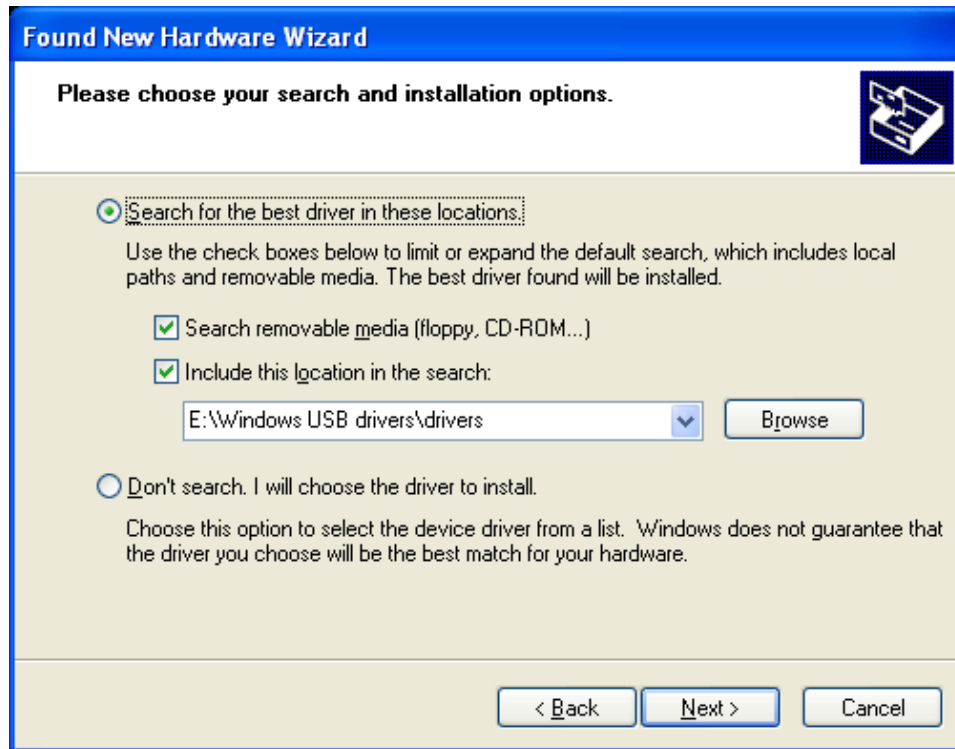 Found New Hardware Wizard
Please choose your search and installation options.
Search for the best driver in these locations.
Use the check boxes below to limit or expand the default search, which includes local
paths and removable media. The best driver found will be installed.
Search removable media (floppy, CD-ROM...)
Include this location in the search:
E:\Windows USB drivers\drivers
Browse
Don't search. I will choose the driver to install.
Choose this option to select the device driver from a list. Windows does not guarantee that
the driver you choose will be the best match for your hardware.
< Back Next > Cancel